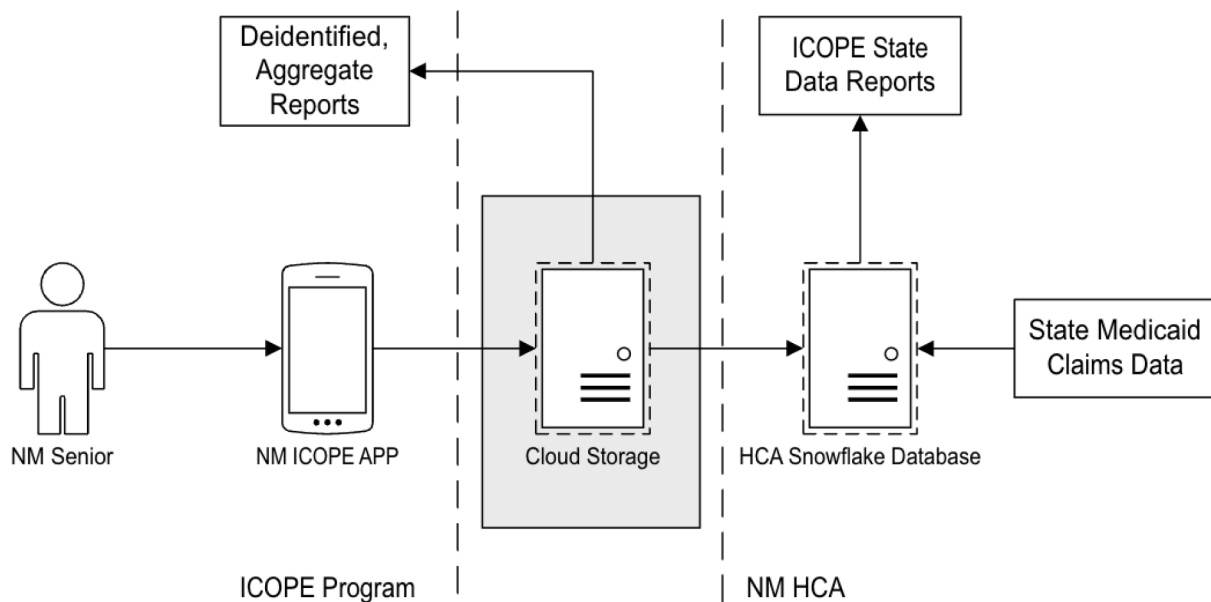 Deidentified,
Aggregate
Reports
ICOPE State
Data Reports
State Medicaid
Claims Data
NM Senior
NM ICOPE APP
Cloud Storage
HCA Snowflake Database
ICOPE Program
NM HCA